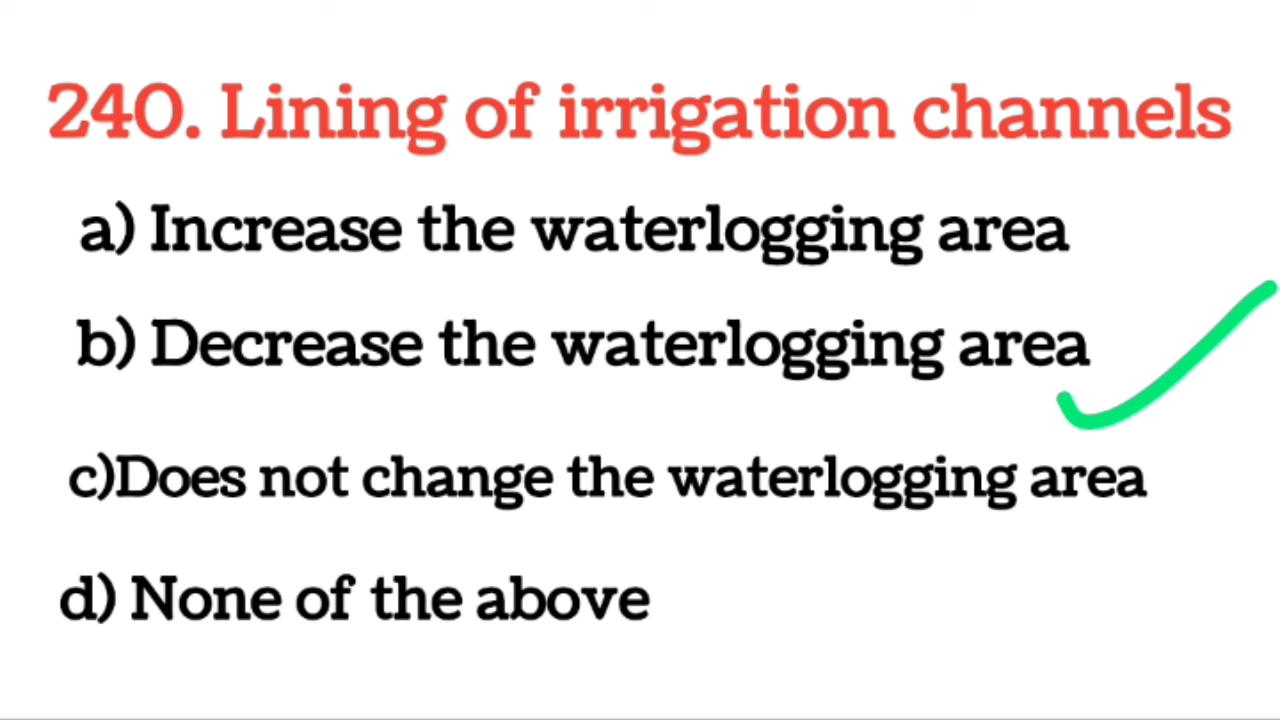 240. Lining of irrigation channels
a) Increase the waterlogging area
b) Decrease the waterlogging area
c)Does not change the waterlogging area
d) None of the above